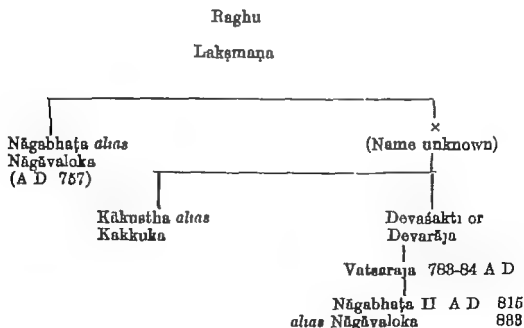 Raghu
Lakṣmaṇa
×
Nāgabhaṭa alias
Nāgāvaloka
(A D 757)
(Name unknown)
Kākustha alias
Kakkuka
Devaśakti or
Devarāja
Vatsaraja 783-84 A D
Nāgabhaṭa II A D 815
alias Nāgāvaloka 883